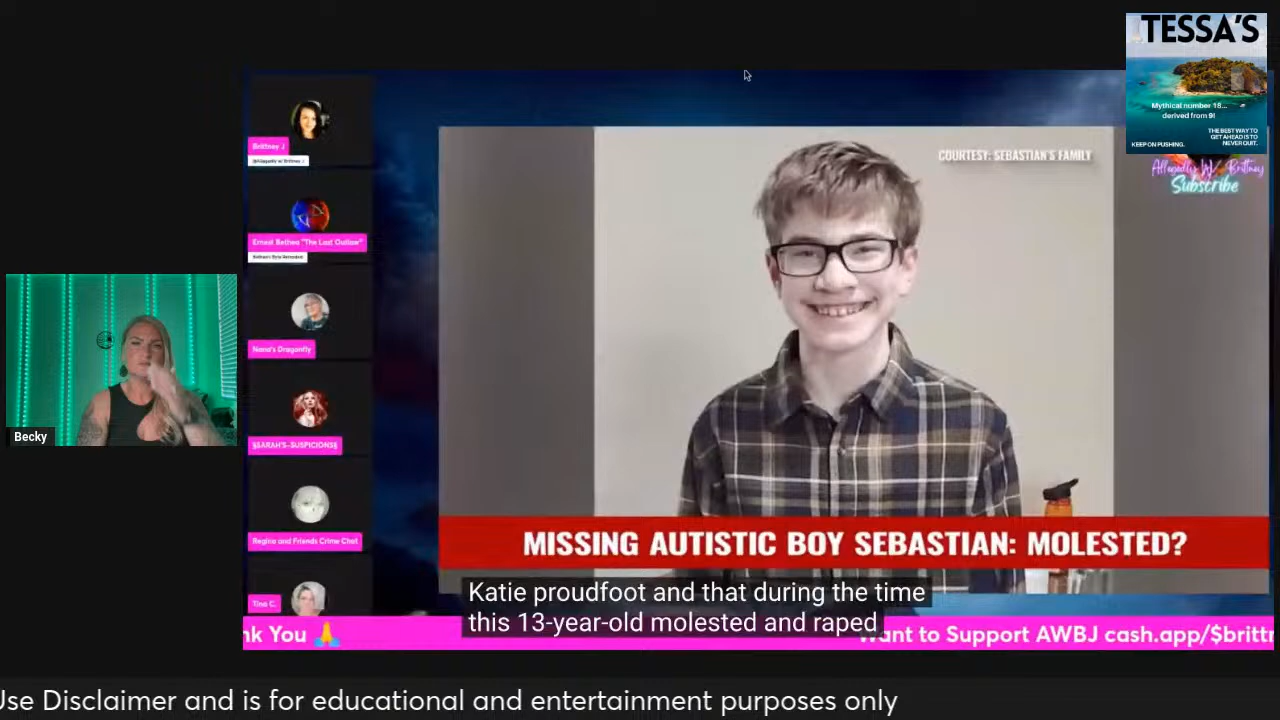 TESSA'S
Mythical number 18...
derived from 9!
THE BEST WAY TO
GET AHEAD IS TO
NEVER QUIT.
KEEP ON PUSHING.
Allegedly W/ Brittney
Subscribe
COURTESY: SEBASTIAN'S FAMILY
Brittney J
Ernest Bethea "The Last Outlaw"
Nana's Dragonfly
§SARAH'S-SUSPICIONS§
Regina and Friends Crime Chat
Tina C.
Becky
MISSING AUTISTIC BOY SEBASTIAN: MOLESTED?
Katie proudfoot and that during the time
this 13-year-old molested and raped
nk You 🙏
Want to Support AWBJ cash.app/$brittn
Use Disclaimer and is for educational and entertainment purposes only